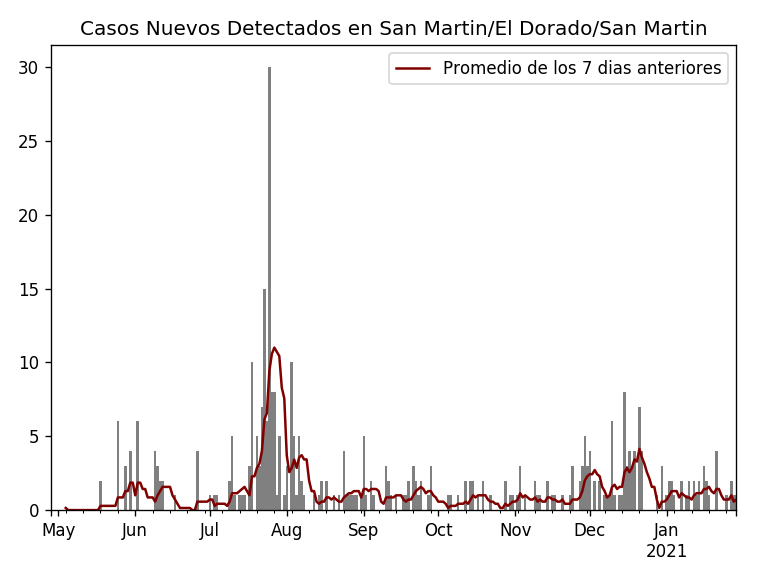 Casos Nuevos Detectados en San Martin/El Dorado/San Martin
Promedio de los 7 dias anteriores
30
25
20
15
10
5
0
May Jun Jul Aug Sep Oct Nov Dec Jan
2021